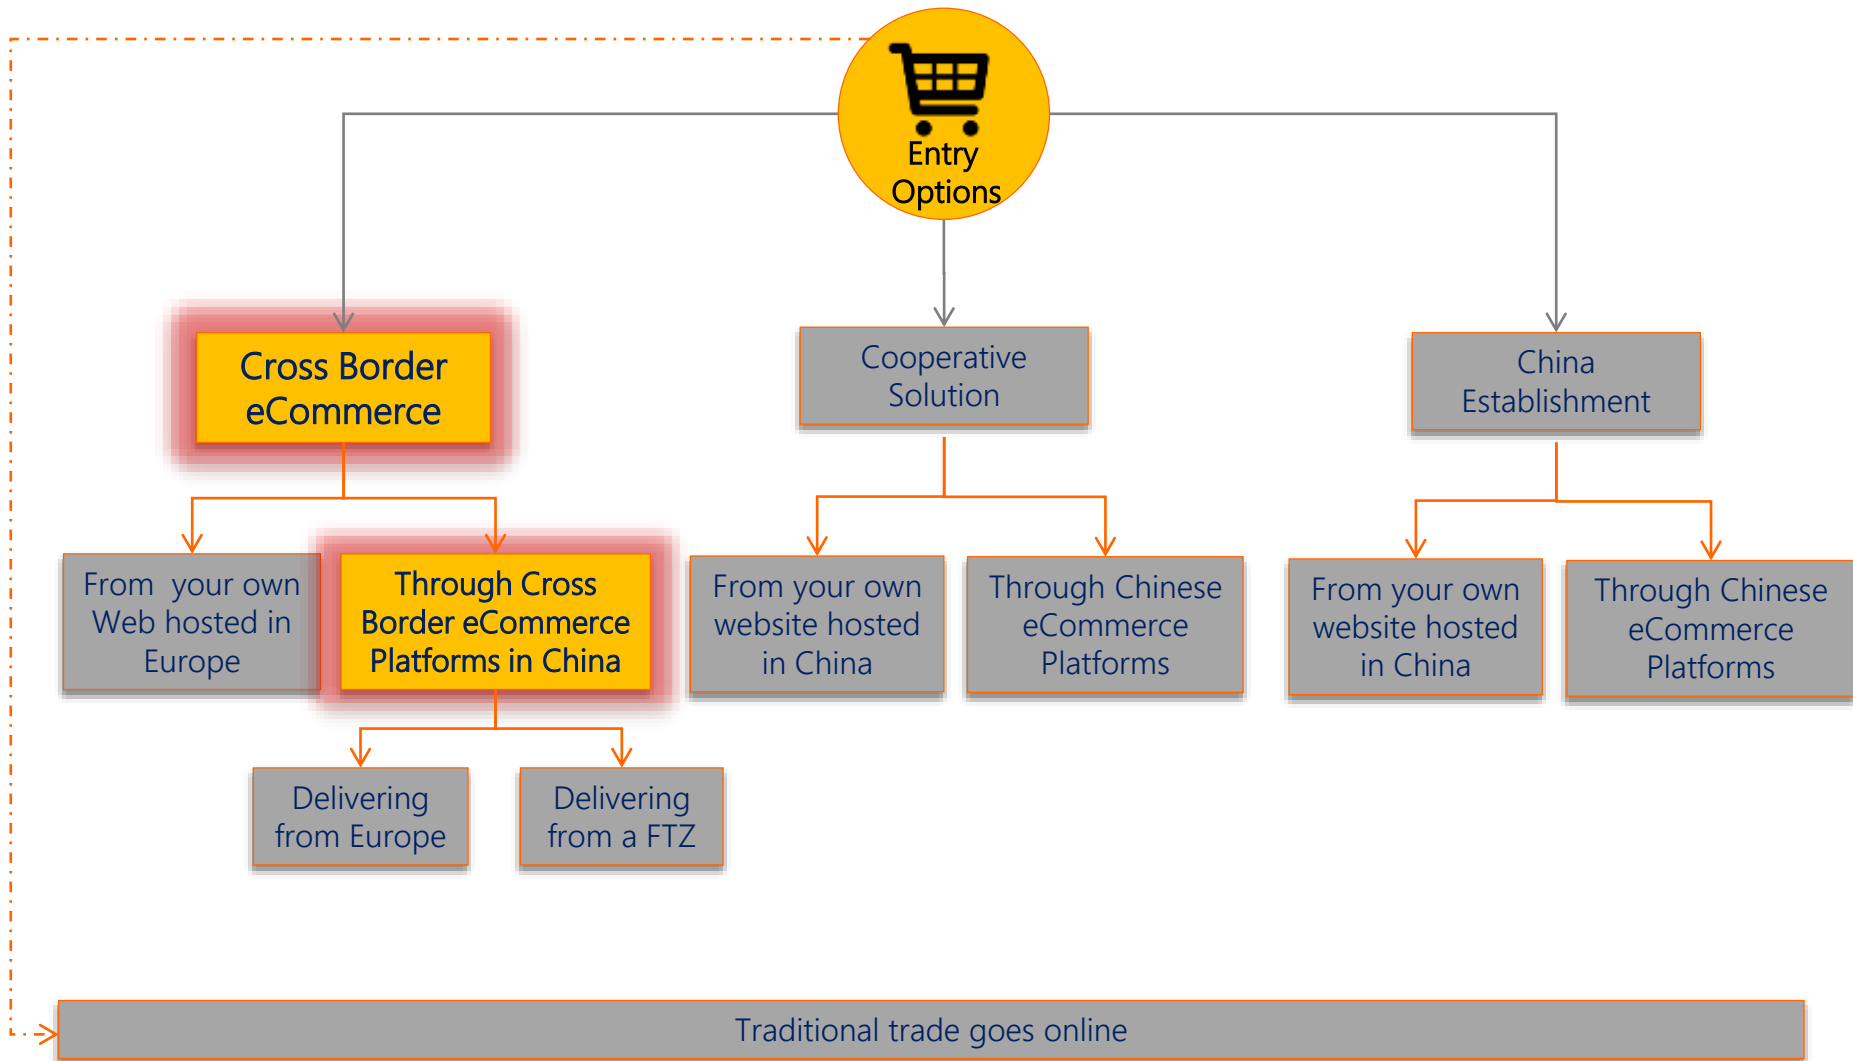 Entry
Options
Cross Border
eCommerce
Cooperative
Solution
China
Establishment
From your own
Web hosted in
Europe
Through Cross
Border eCommerce
Platforms in China
From your own
website hosted
in China
Through Chinese
eCommerce
Platforms
From your own
website hosted
in China
Through Chinese
eCommerce
Platforms
Delivering
from Europe
Delivering
from a FTZ
Traditional trade goes online